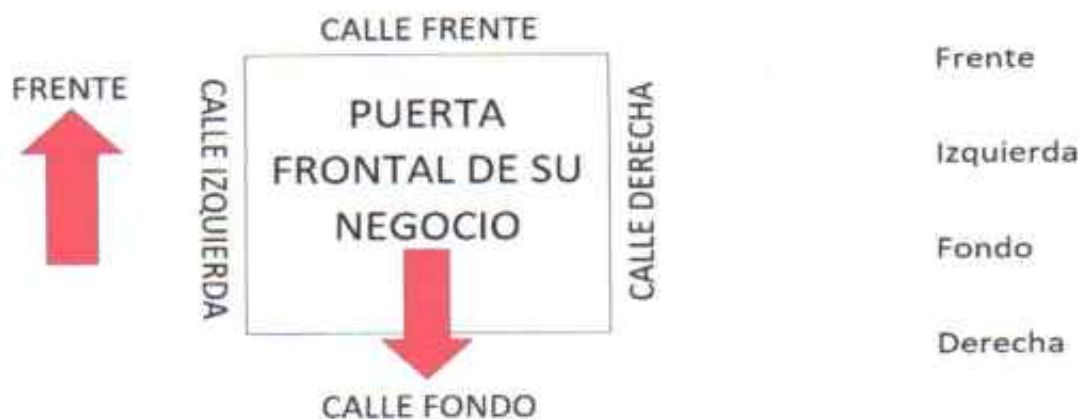 CALLE FRENTE
FRENTE
CALLE IZQUIERDA
PUERTA
FRONTAL DE SU
NEGOCIO
CALLE DERECHA
CALLE FONDO
Frente
Izquierda
Fondo
Derecha